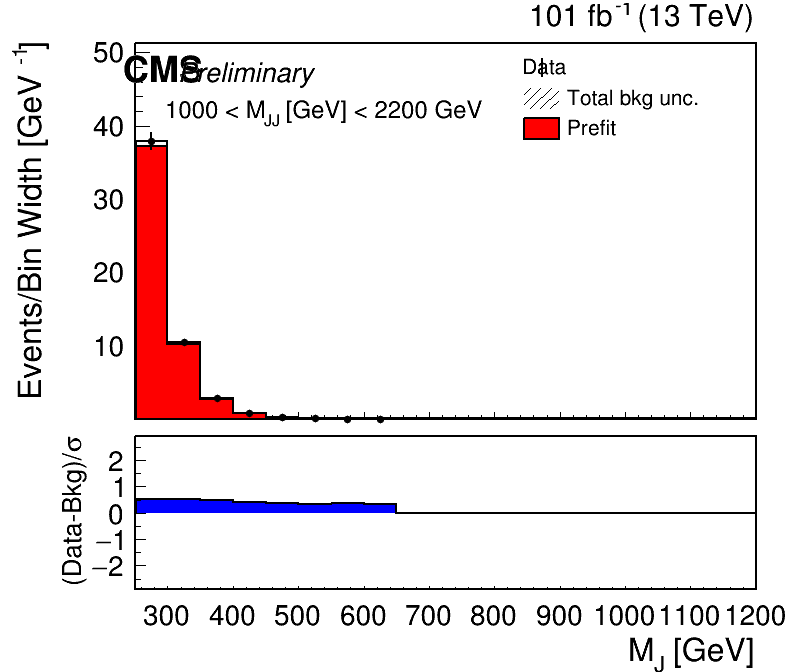 101 fb⁻¹ (13 TeV)
Events/Bin Width [GeV⁻¹]
50
40
30
20
10
CMS Preliminary
1000 < M_JJ [GeV] < 2200 GeV
Data
Total bkg unc.
Prefit
(Data-Bkg)/σ
2
1
0
−1
−2
300 400 500 600 700 800 900 1000 1100 1200
M_J [GeV]